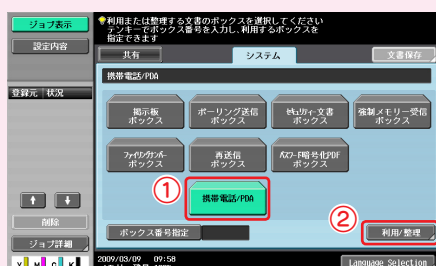 ジョブ表示
設定内容
利用または整理する文書のボックスを選択してください
テンキーでボックス番号を入力し、利用するボックスを
指定できます
共有
システム
文書保存
携帯電話/PDA
登録元 状況
掲示板
ボックス
ポーリング送信
ボックス
セキュリティー文書
ボックス
強制メモリー受信
ボックス
ファイリングナンバー
ボックス
再送信
ボックス
パスワード暗号化PDF
ボックス
①
携帯電話/PDA
②
削除
ボックス番号指定
利用/整理
ジョブ詳細
2009/03/09 09:58
Language Selection
Y M C K